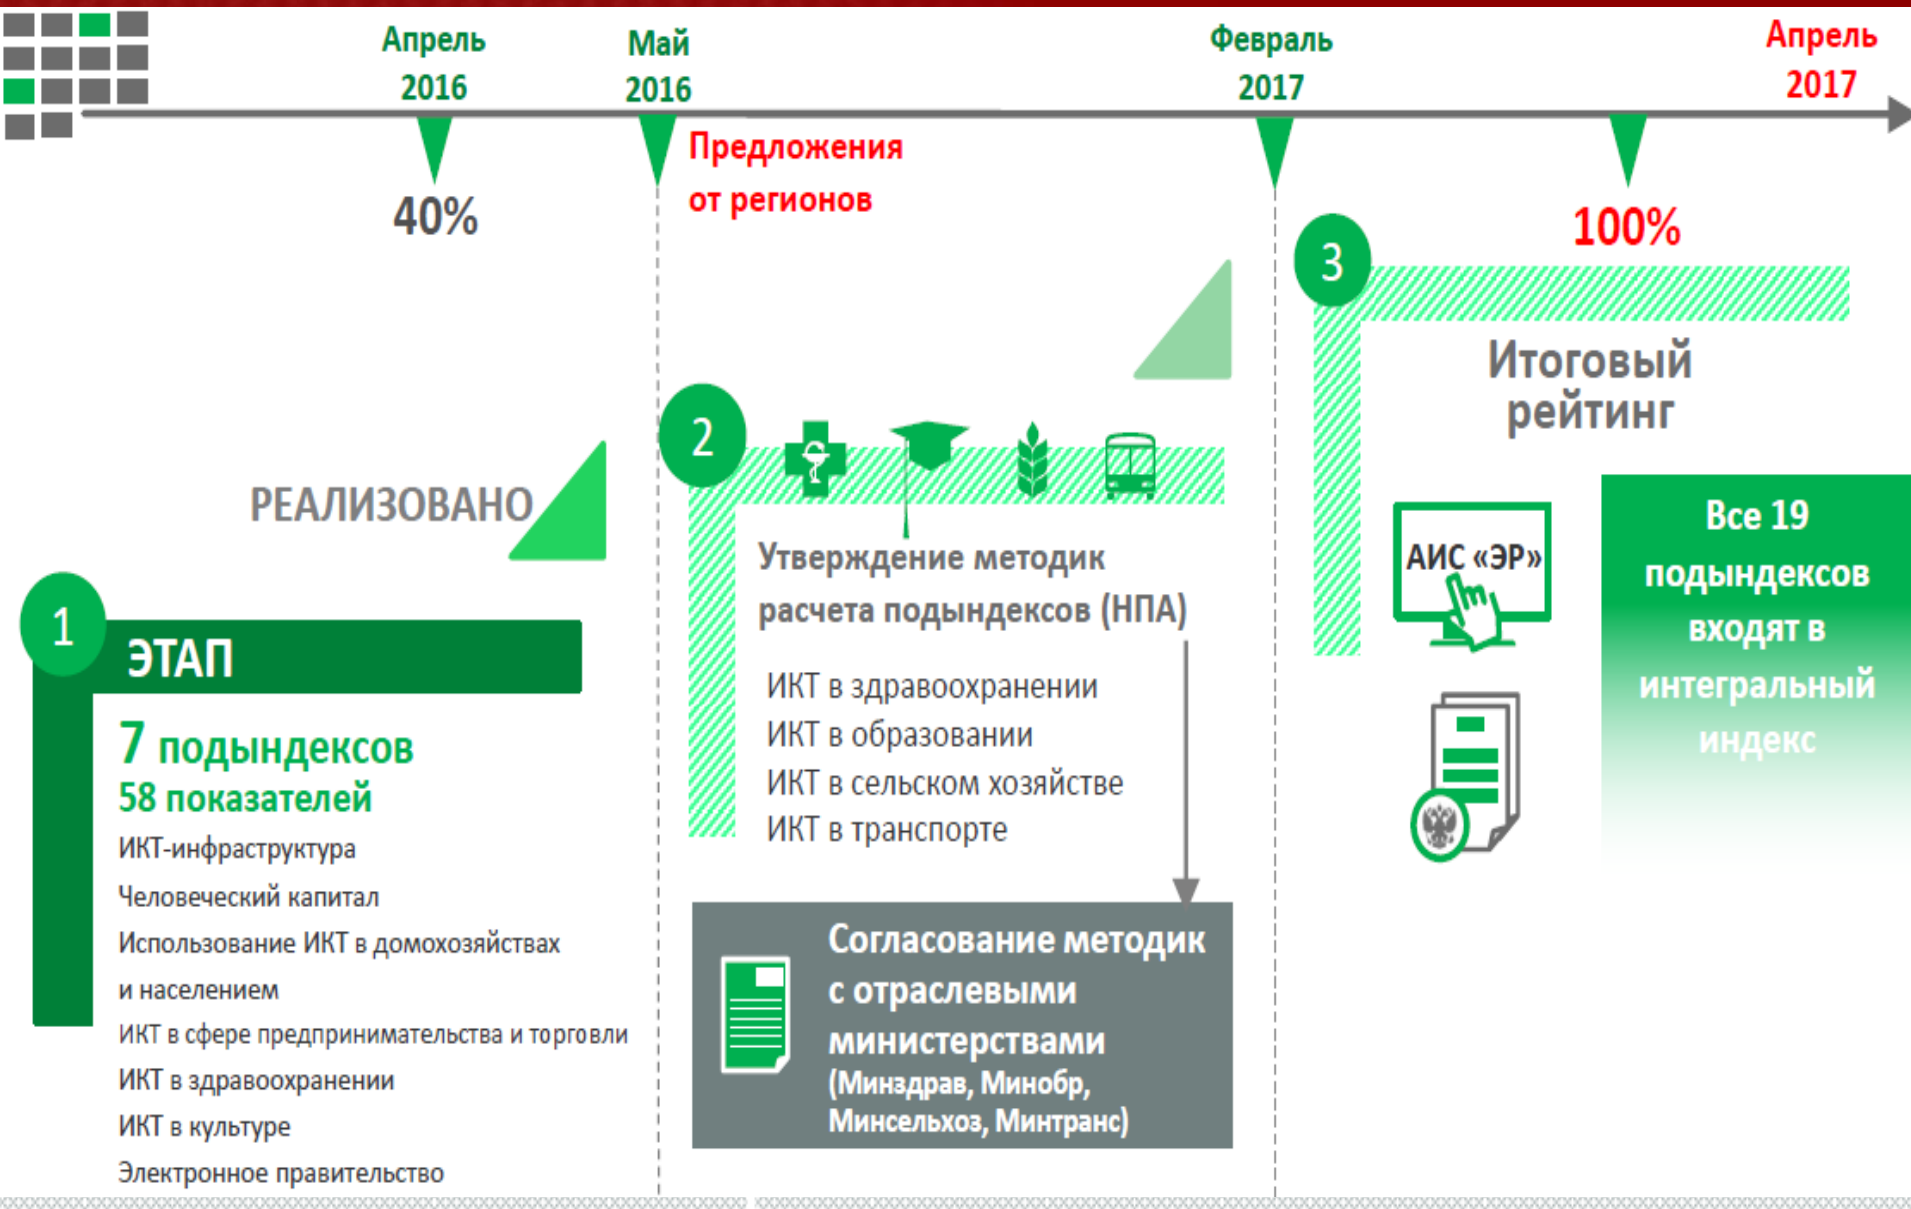 Апрель
2016
Май
2016
Февраль
2017
Апрель
2017
40%
Предложения
от регионов
100%
РЕАЛИЗОВАНО
1
ЭТАП
7 подындексов
58 показателей
ИКТ-инфраструктура
Человеческий капитал
Использование ИКТ в домохозяйствах
и населением
ИКТ в сфере предпринимательства и торговли
ИКТ в здравоохранении
ИКТ в культуре
Электронное правительство
2
Утверждение методик
расчета подындексов (НПА)
ИКТ в здравоохранении
ИКТ в образовании
ИКТ в сельском хозяйстве
ИКТ в транспорте
Согласование методик
с отраслевыми
министерствами
(Минздрав, Минобр,
Минсельхоз, Минтранс)
3
Итоговый
рейтинг
АИС «ЭР»
Все 19
подындексов
входят в
интегральный
индекс